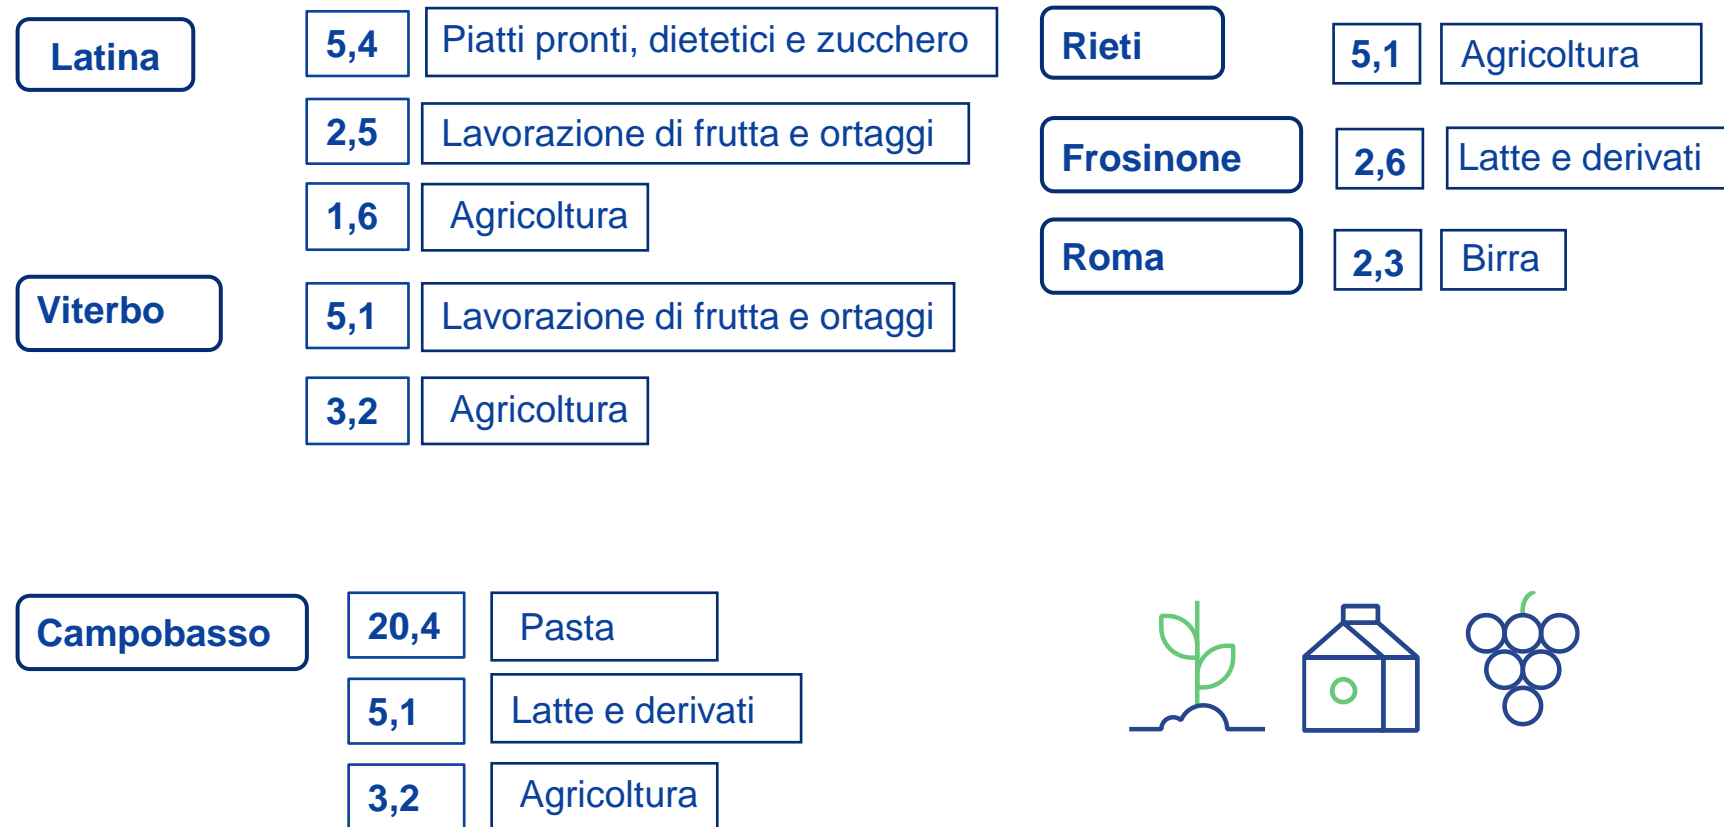 Latina
5,4 Piatti pronti, dietetici e zucchero
2,5 Lavorazione di frutta e ortaggi
1,6 Agricoltura
Viterbo
5,1 Lavorazione di frutta e ortaggi
3,2 Agricoltura
Rieti
5,1 Agricoltura
Frosinone
2,6 Latte e derivati
Roma
2,3 Birra
Campobasso
20,4 Pasta
5,1 Latte e derivati
3,2 Agricoltura